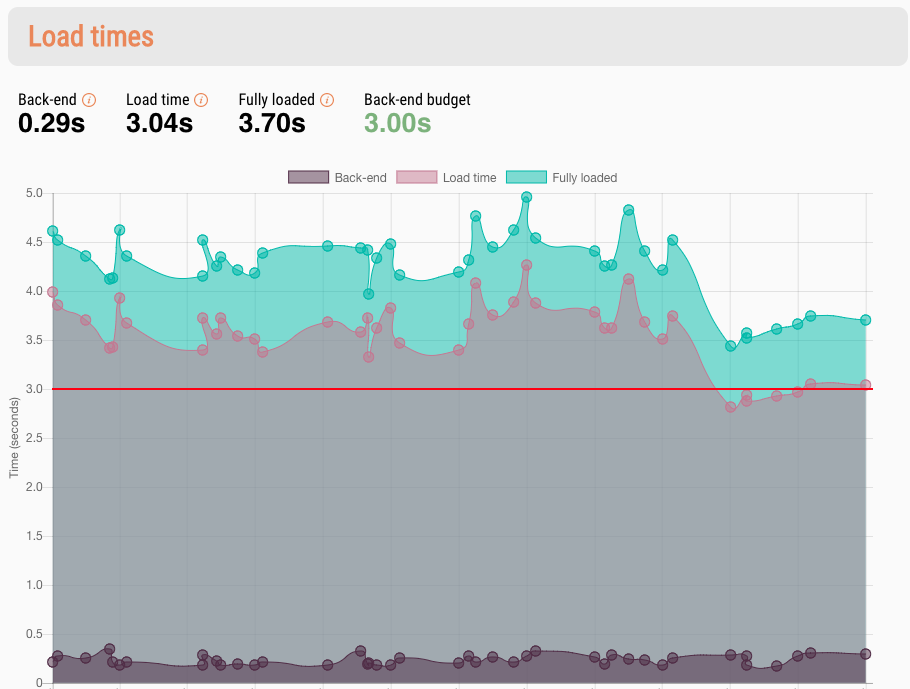 Load times
Back-end i Load time i Fully loaded i Back-end budget
0.29s 3.04s 3.70s 3.00s
Back-end Load time Fully loaded
5.0
4.5
4.0
3.5
3.0
2.5
2.0
1.5
1.0
0.5
0
Time (seconds)